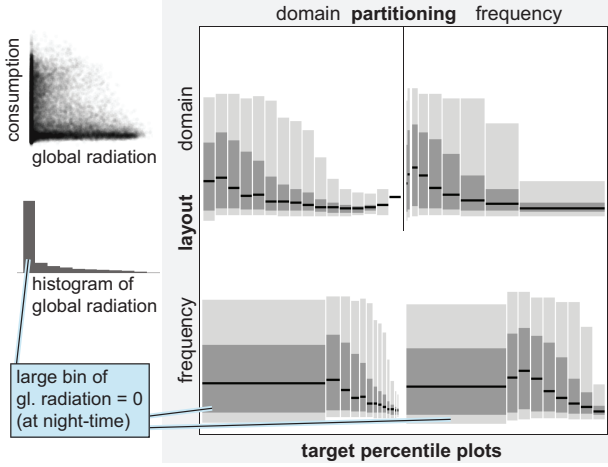 domain partitioning frequency
consumption
global radiation
domain
layout
frequency
histogram of
global radiation
large bin of
gl. radiation = 0
(at night-time)
target percentile plots